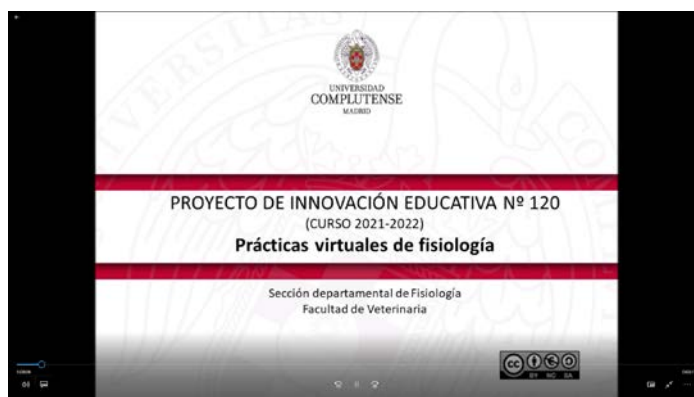 UNIVERSIDAD
COMPLUTENSE
MADRID
PROYECTO DE INNOVACIÓN EDUCATIVA Nº 120
(CURSO 2021-2022)
Prácticas virtuales de fisiología
Sección departamental de Fisiología
Facultad de Veterinaria
cc
BY NC SA